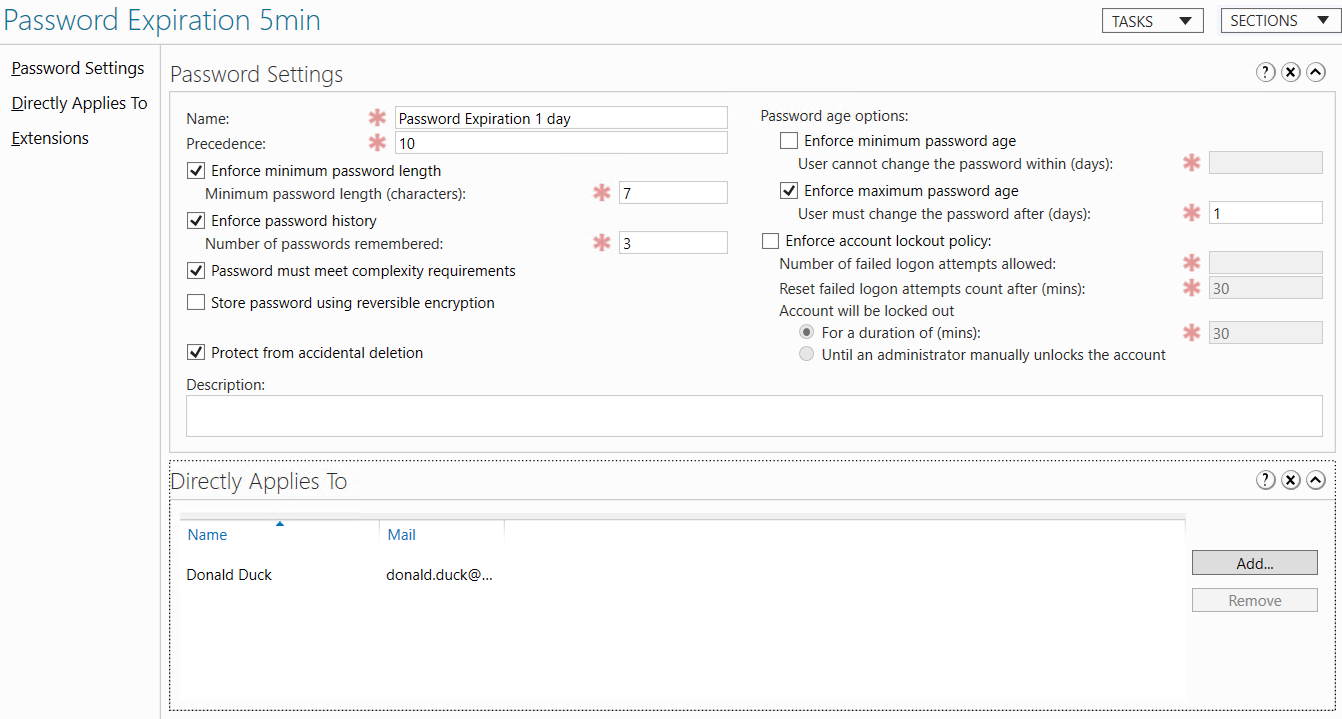 Password Expiration 5min
TASKS
SECTIONS
Password Settings
Directly Applies To
Extensions
Password Settings
Name:
Password Expiration 1 day
Precedence:
10
Enforce minimum password length
Minimum password length (characters):
7
Enforce password history
Number of passwords remembered:
3
Password must meet complexity requirements
Store password using reversible encryption
Protect from accidental deletion
Password age options:
Enforce minimum password age
User cannot change the password within (days):
Enforce maximum password age
User must change the password after (days):
1
Enforce account lockout policy:
Number of failed logon attempts allowed:
Reset failed logon attempts count after (mins):
30
Account will be locked out
For a duration of (mins):
30
Until an administrator manually unlocks the account
Description:
Directly Applies To
Name Mail
Donald Duck donald.duck@...
Add...
Remove